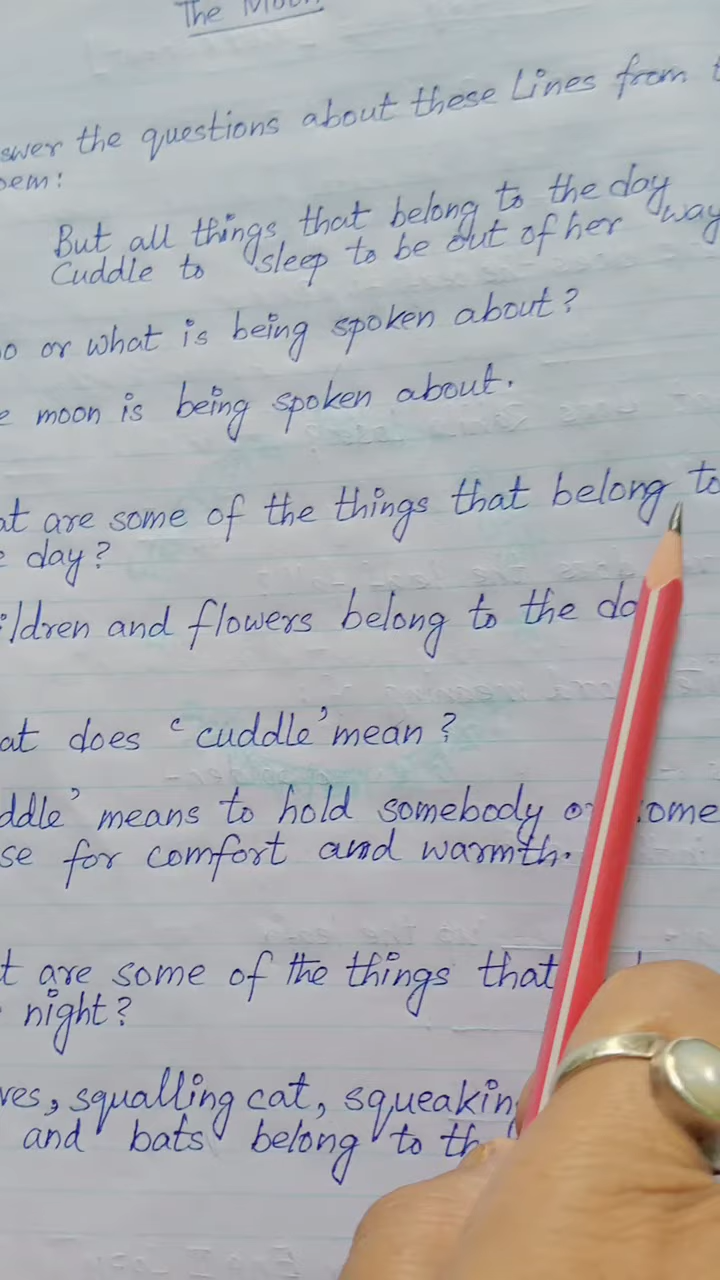 The Moon
swer the questions about these Lines from t
oem:
But all things that belong to the day
Cuddle to sleep to be out of her way
o or what is being spoken about?
e moon is being spoken about.
at are some of the things that belong to
e day?
ildren and flowers belong to the da
at does 'cuddle' mean?
ddle' means to hold somebody or some
se for comfort and warmth.
t are some of the things that
night?
ves, squalling cat, squeakin
and bats belong to th